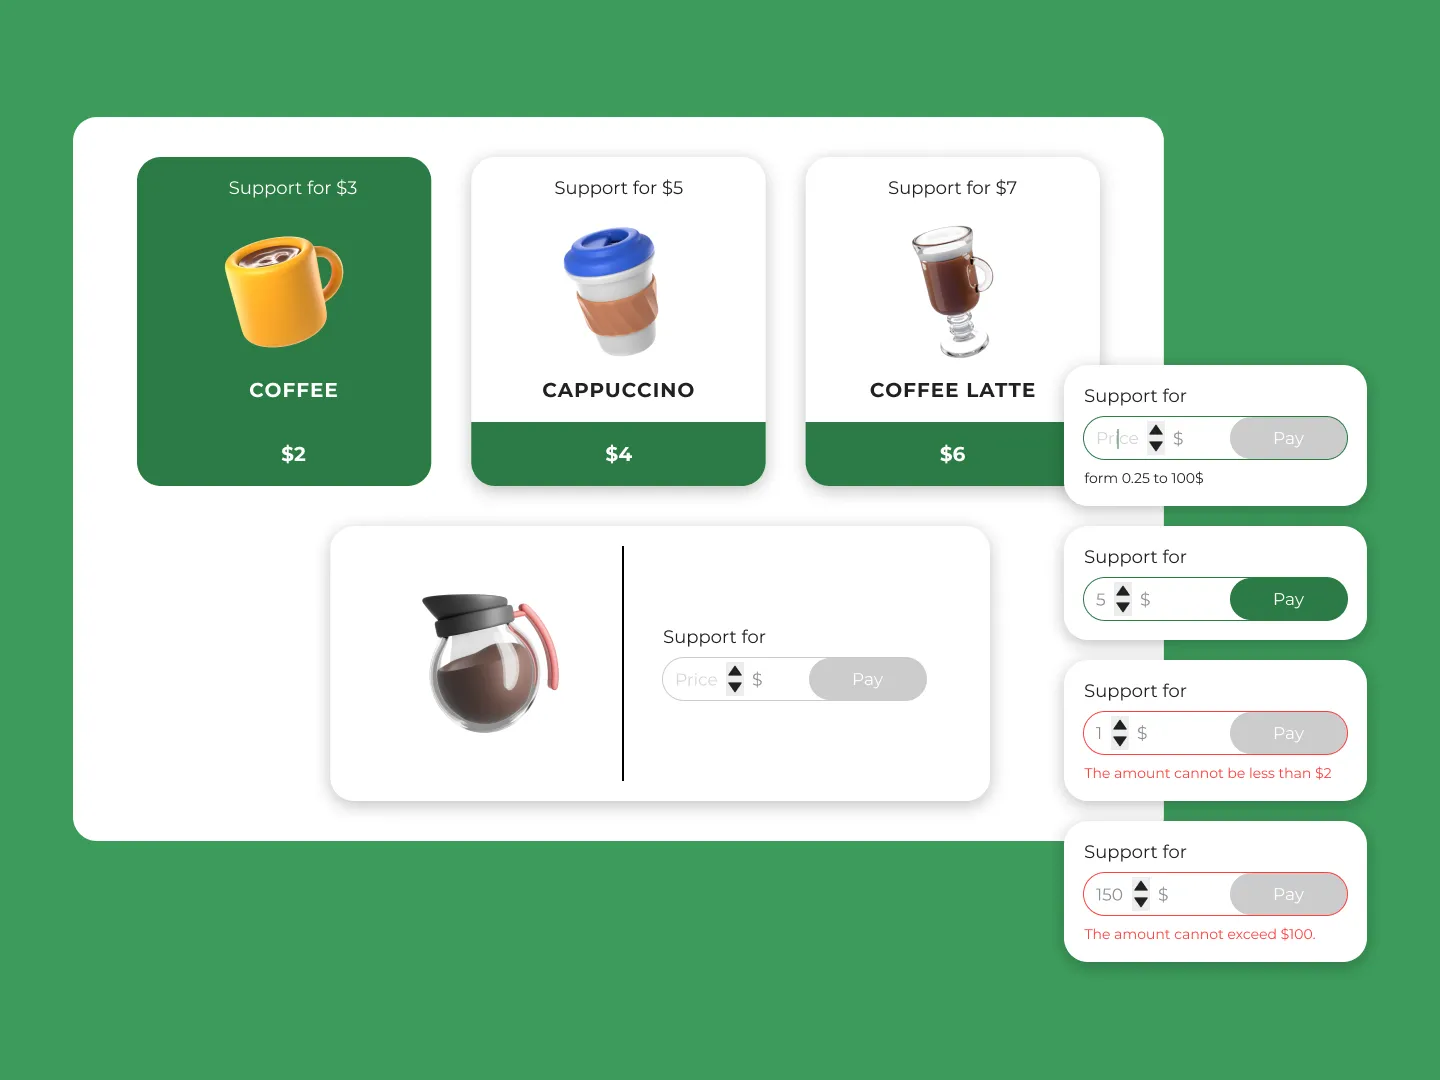 Support for $3
COFFEE
$2
Support for $5
CAPPUCCINO
$4
Support for $7
COFFEE LATTE
$6
Support for
Price $ Pay
Support for
Price $ Pay
form 0.25 to 100$
Support for
5 $ Pay
Support for
1 $ Pay
The amount cannot be less than $2
Support for
150 $ Pay
The amount cannot exceed $100.